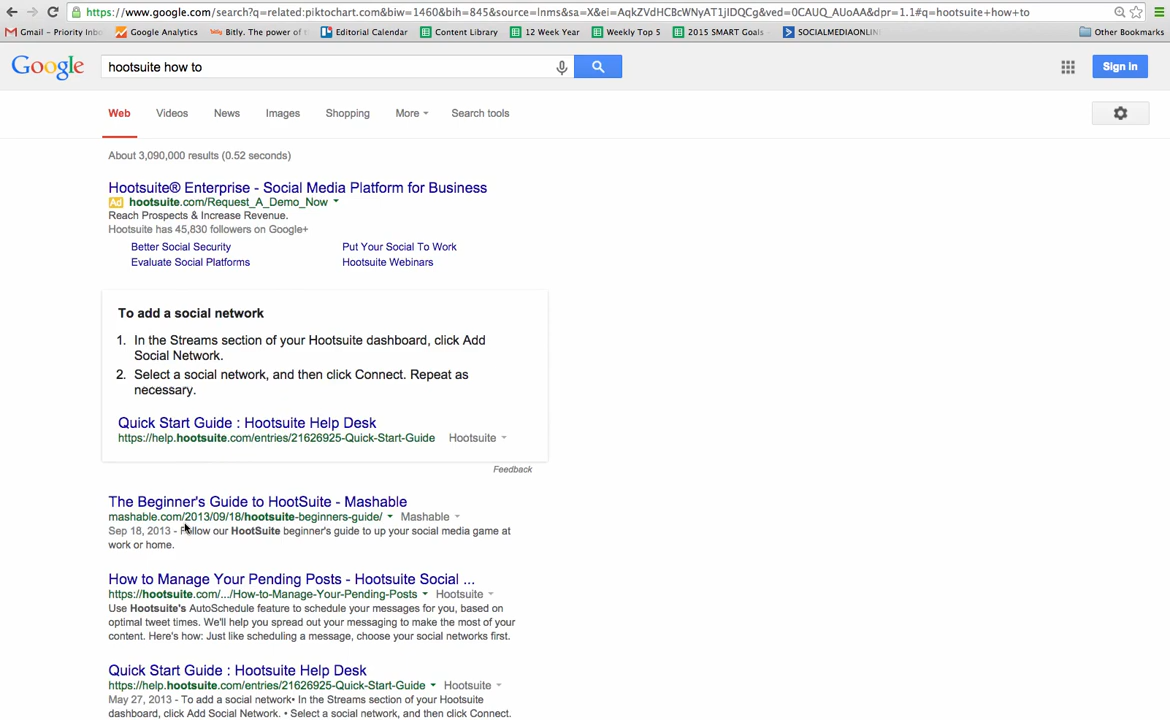 https://www.google.com/search?q=related:piktochart.com&biw=1460&bih=845&source=lnms&sa=X&ei=AqkZVdHCBcWNyAT1jIDQCg&ved=0CAUQ_AUoAA&dpr=1.1#q=hootsuite+how+to
Gmail - Priority Inbo Google Analytics Bitly. The power of t Editorial Calendar Content Library 12 Week Year Weekly Top 5 2015 SMART Goals - SOCIALMEDIAONLIN Other Bookmarks
Google hootsuite how to Sign in
Web Videos News Images Shopping More Search tools
About 3,090,000 results (0.52 seconds)
Hootsuite® Enterprise - Social Media Platform for Business
Ad hootsuite.com/Request_A_Demo_Now
Reach Prospects & Increase Revenue.
Hootsuite has 45,830 followers on Google+
Better Social Security Put Your Social To Work
Evaluate Social Platforms Hootsuite Webinars
To add a social network
1. In the Streams section of your Hootsuite dashboard, click Add
Social Network.
2. Select a social network, and then click Connect. Repeat as
necessary.
Quick Start Guide : Hootsuite Help Desk
https://help.hootsuite.com/entries/21626925-Quick-Start-Guide Hootsuite
Feedback
The Beginner's Guide to HootSuite - Mashable
mashable.com/2013/09/18/hootsuite-beginners-guide/ Mashable
Sep 18, 2013 - Follow our HootSuite beginner's guide to up your social media game at
work or home.
How to Manage Your Pending Posts - Hootsuite Social ...
https://hootsuite.com/.../How-to-Manage-Your-Pending-Posts Hootsuite
Use Hootsuite's AutoSchedule feature to schedule your messages for you, based on
optimal tweet times. We'll help you spread out your messaging to make the most of your
content. Here's how: Just like scheduling a message, choose your social networks first.
Quick Start Guide : Hootsuite Help Desk
https://help.hootsuite.com/entries/21626925-Quick-Start-Guide Hootsuite
May 27, 2013 - To add a social network• In the Streams section of your Hootsuite
dashboard, click Add Social Network. • Select a social network, and then click Connect.